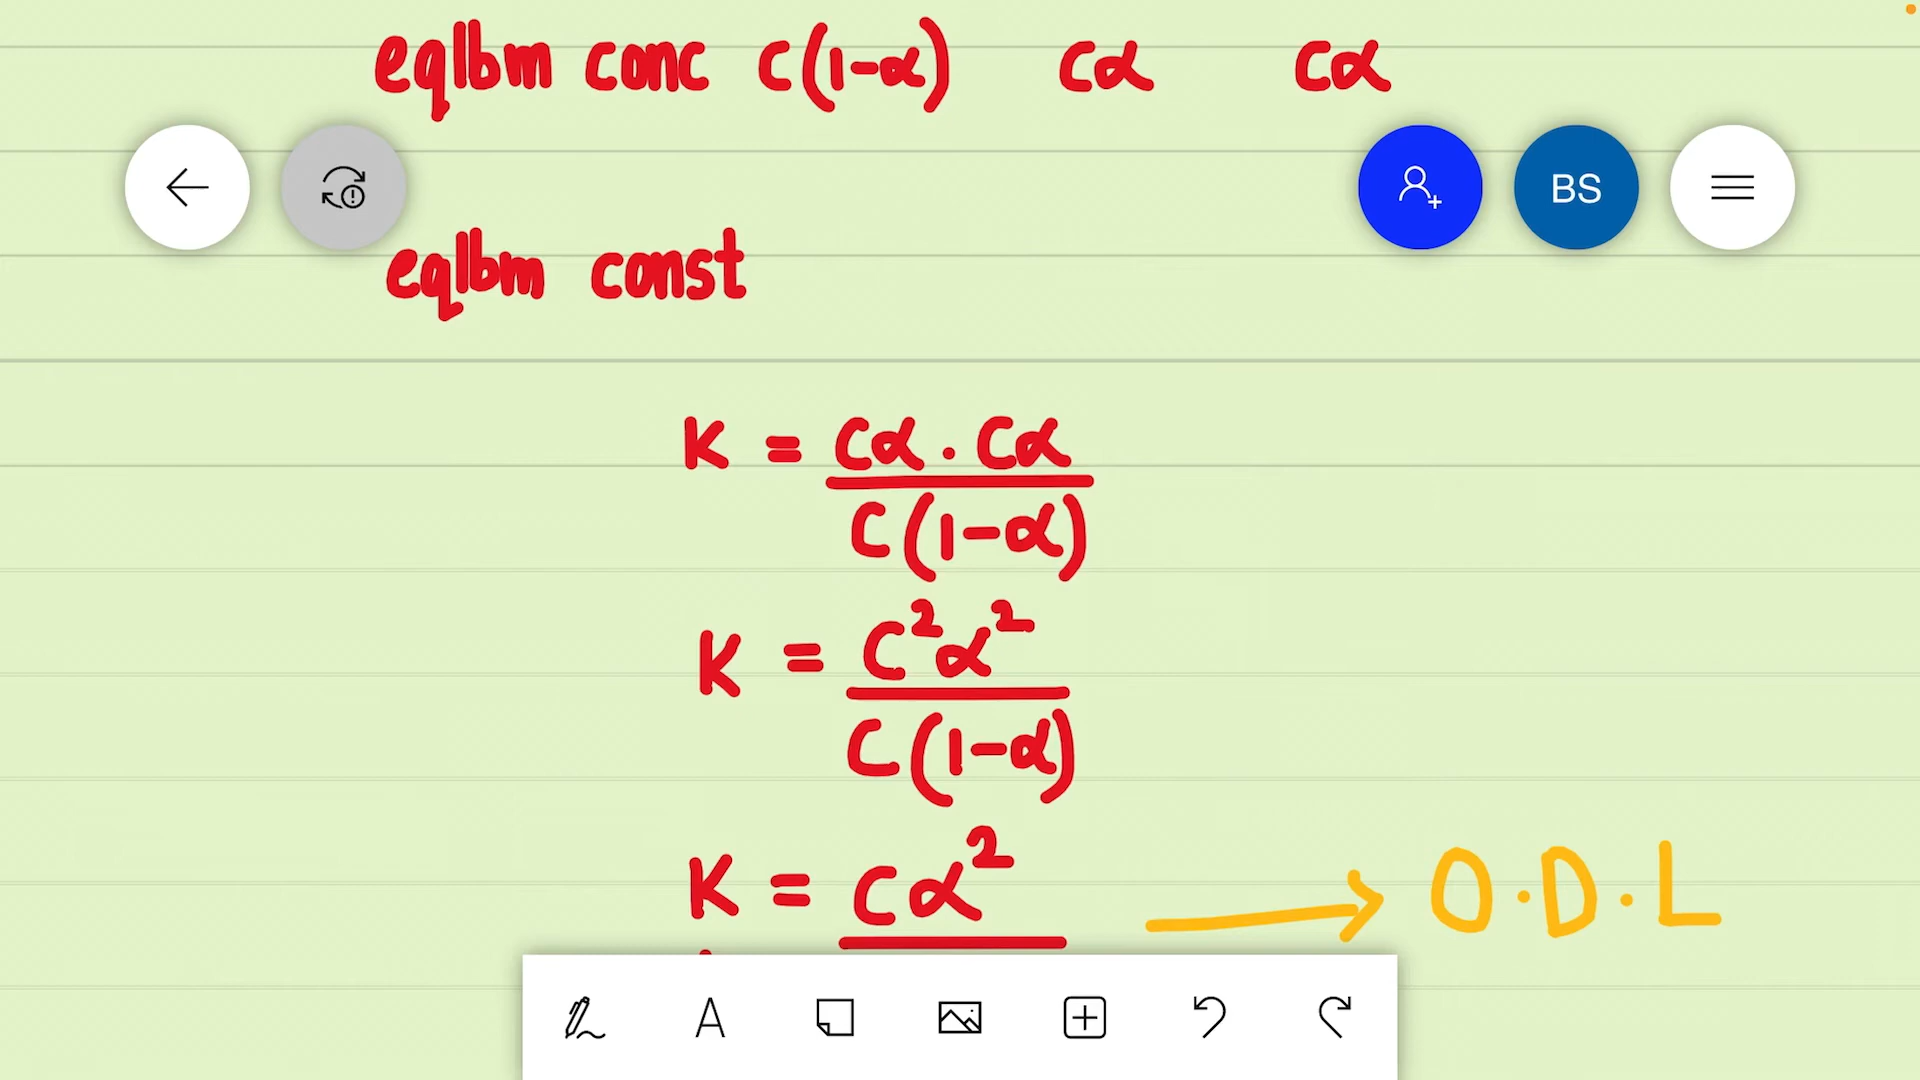 eqlbm conc C(1-α) Cα Cα
BS
eqlbm const
K = Cα . Cα
C(1-α)
K = C²α²
C(1-α)
K = Cα² → O.D.L
A